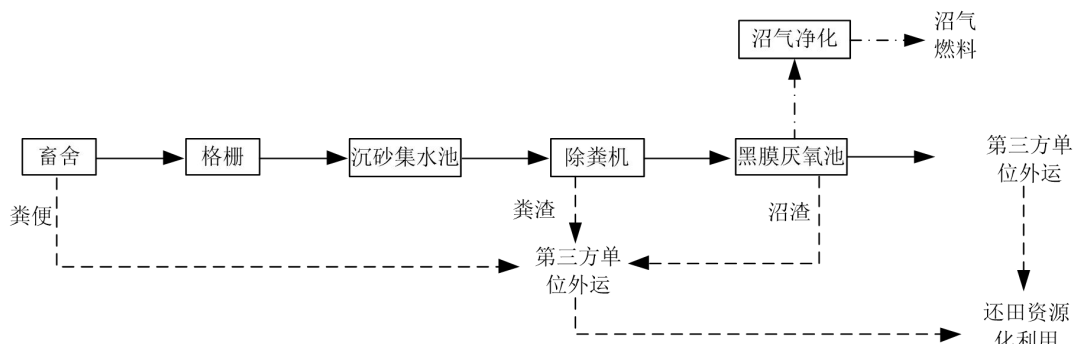 沼气净化
沼气
燃料
畜舍
格栅
沉砂集水池
除粪机
黑膜厌氧池
第三方单
位外运
粪便
粪渣
沼渣
第三方单
位外运
还田资源
化利用